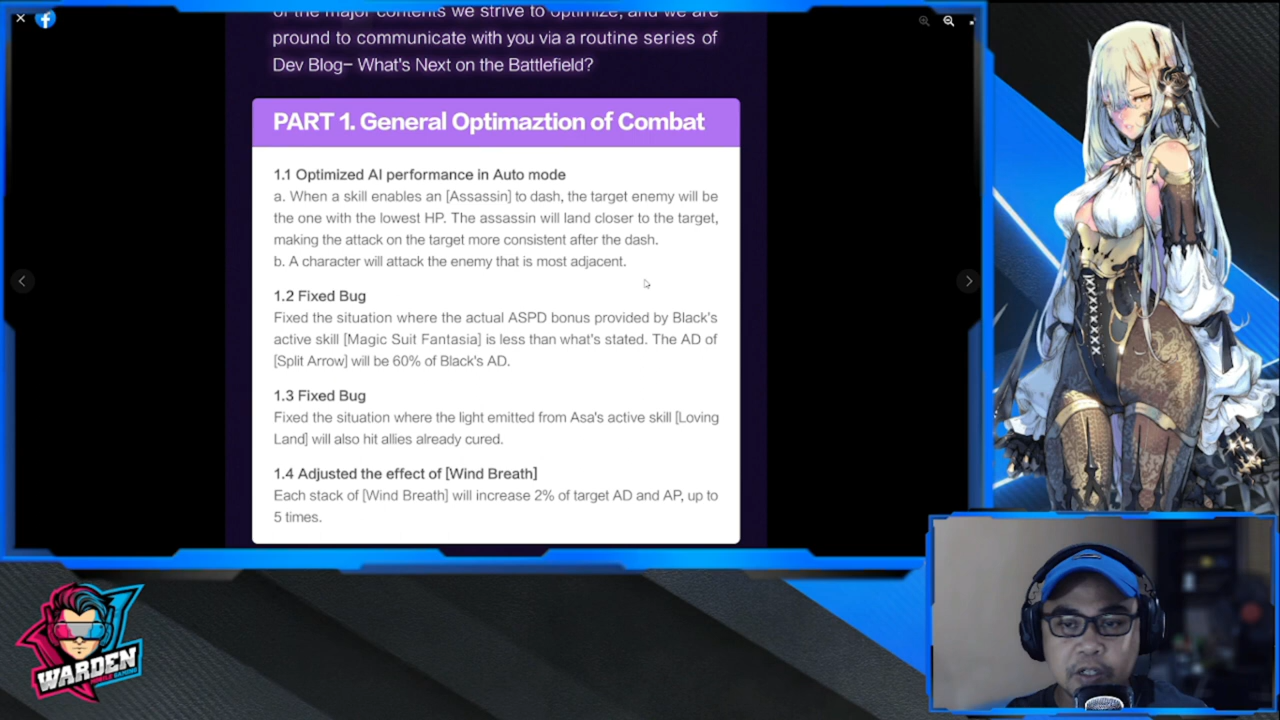 of the major contents we strive to optimize, and we are
pround to communicate with you via a routine series of
Dev Blog– What's Next on the Battlefield?
PART 1. General Optimaztion of Combat
1.1 Optimized AI performance in Auto mode
a. When a skill enables an [Assassin] to dash, the target enemy will be
the one with the lowest HP. The assassin will land closer to the target,
making the attack on the target more consistent after the dash.
b. A character will attack the enemy that is most adjacent.
1.2 Fixed Bug
Fixed the situation where the actual ASPD bonus provided by Black's
active skill [Magic Suit Fantasia] is less than what's stated. The AD of
[Split Arrow] will be 60% of Black's AD.
1.3 Fixed Bug
Fixed the situation where the light emitted from Asa's active skill [Loving
Land] will also hit allies already cured.
1.4 Adjusted the effect of [Wind Breath]
Each stack of [Wind Breath] will increase 2% of target AD and AP, up to
5 times.
WARDEN
MOBILE GAMING